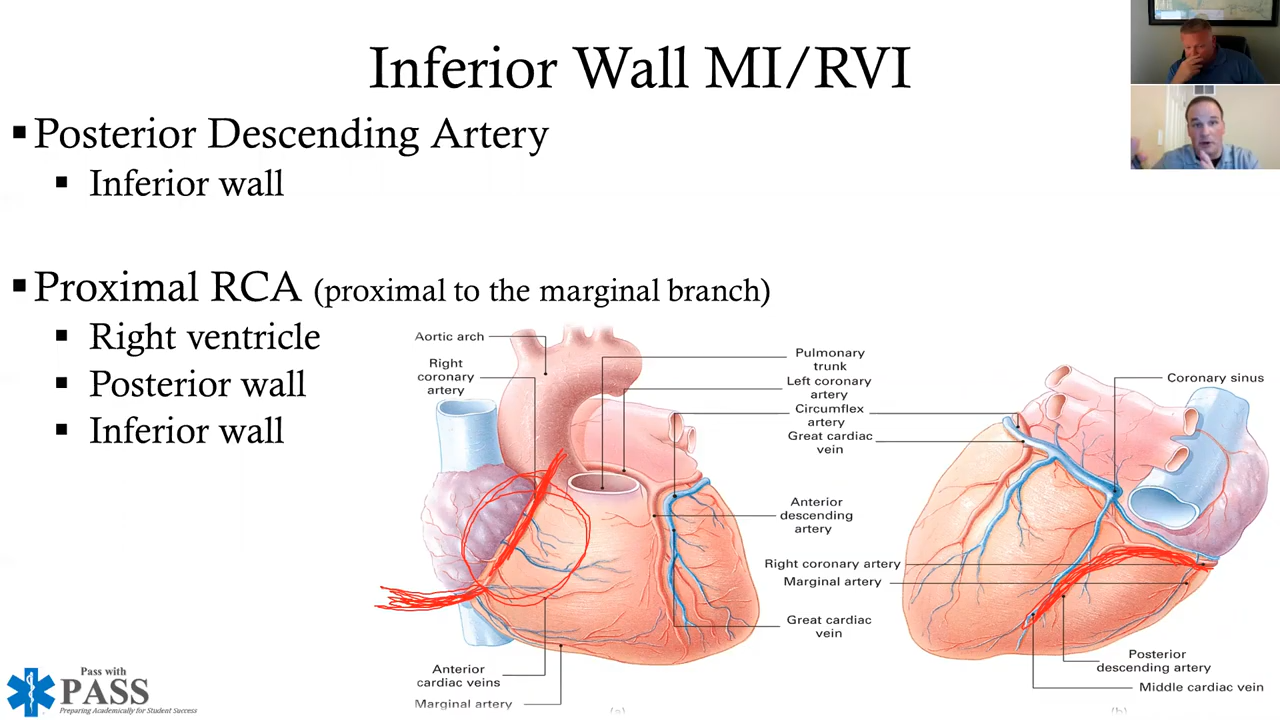 Inferior Wall MI/RVI
▪Posterior Descending Artery
▪ Inferior wall
▪Proximal RCA (proximal to the marginal branch)
▪ Right ventricle
▪ Posterior wall
▪ Inferior wall
Aortic arch
Right
coronary
artery
Pulmonary
trunk
Left coronary
artery
Circumflex
artery
Great cardiac
vein
Coronary sinus
Anterior
descending
artery
Right coronary artery
Marginal artery
Great cardiac
vein
Anterior
cardiac veins
Marginal artery
Posterior
descending artery
Middle cardiac vein
(a)
(b)
Pass with
PASS
Preparing Academically for Student Success